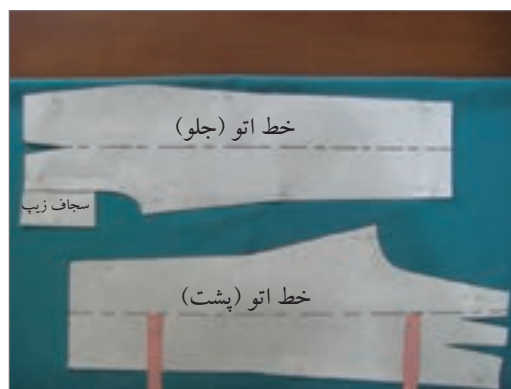 خط اتو (جلو)
سجاف زیپ
خط اتو (پشت)